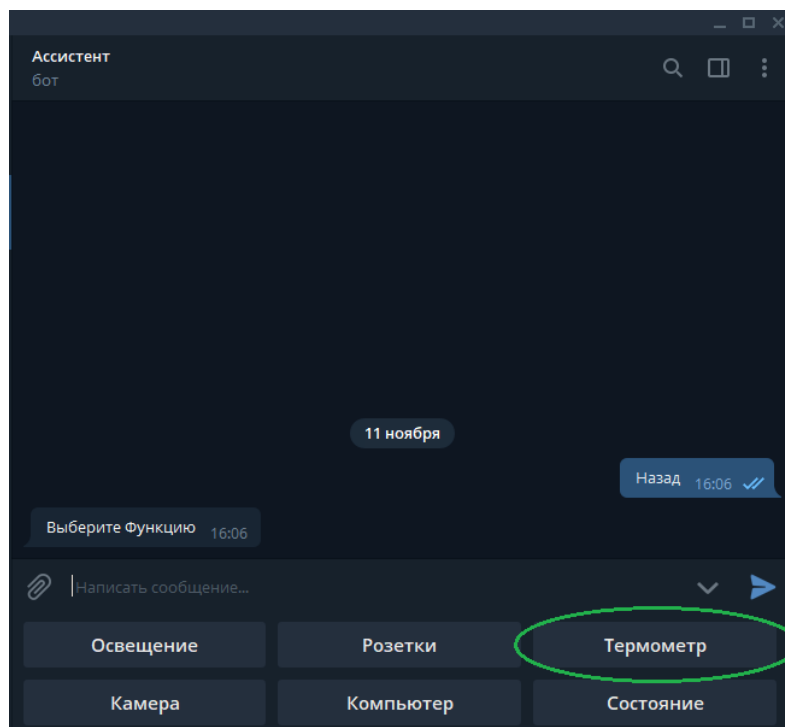 Ассистент
бот
11 ноября
Назад 16:06
Выберите Функцию 16:06
Написать сообщение...
Освещение Розетки Термометр
Камера Компьютер Состояние